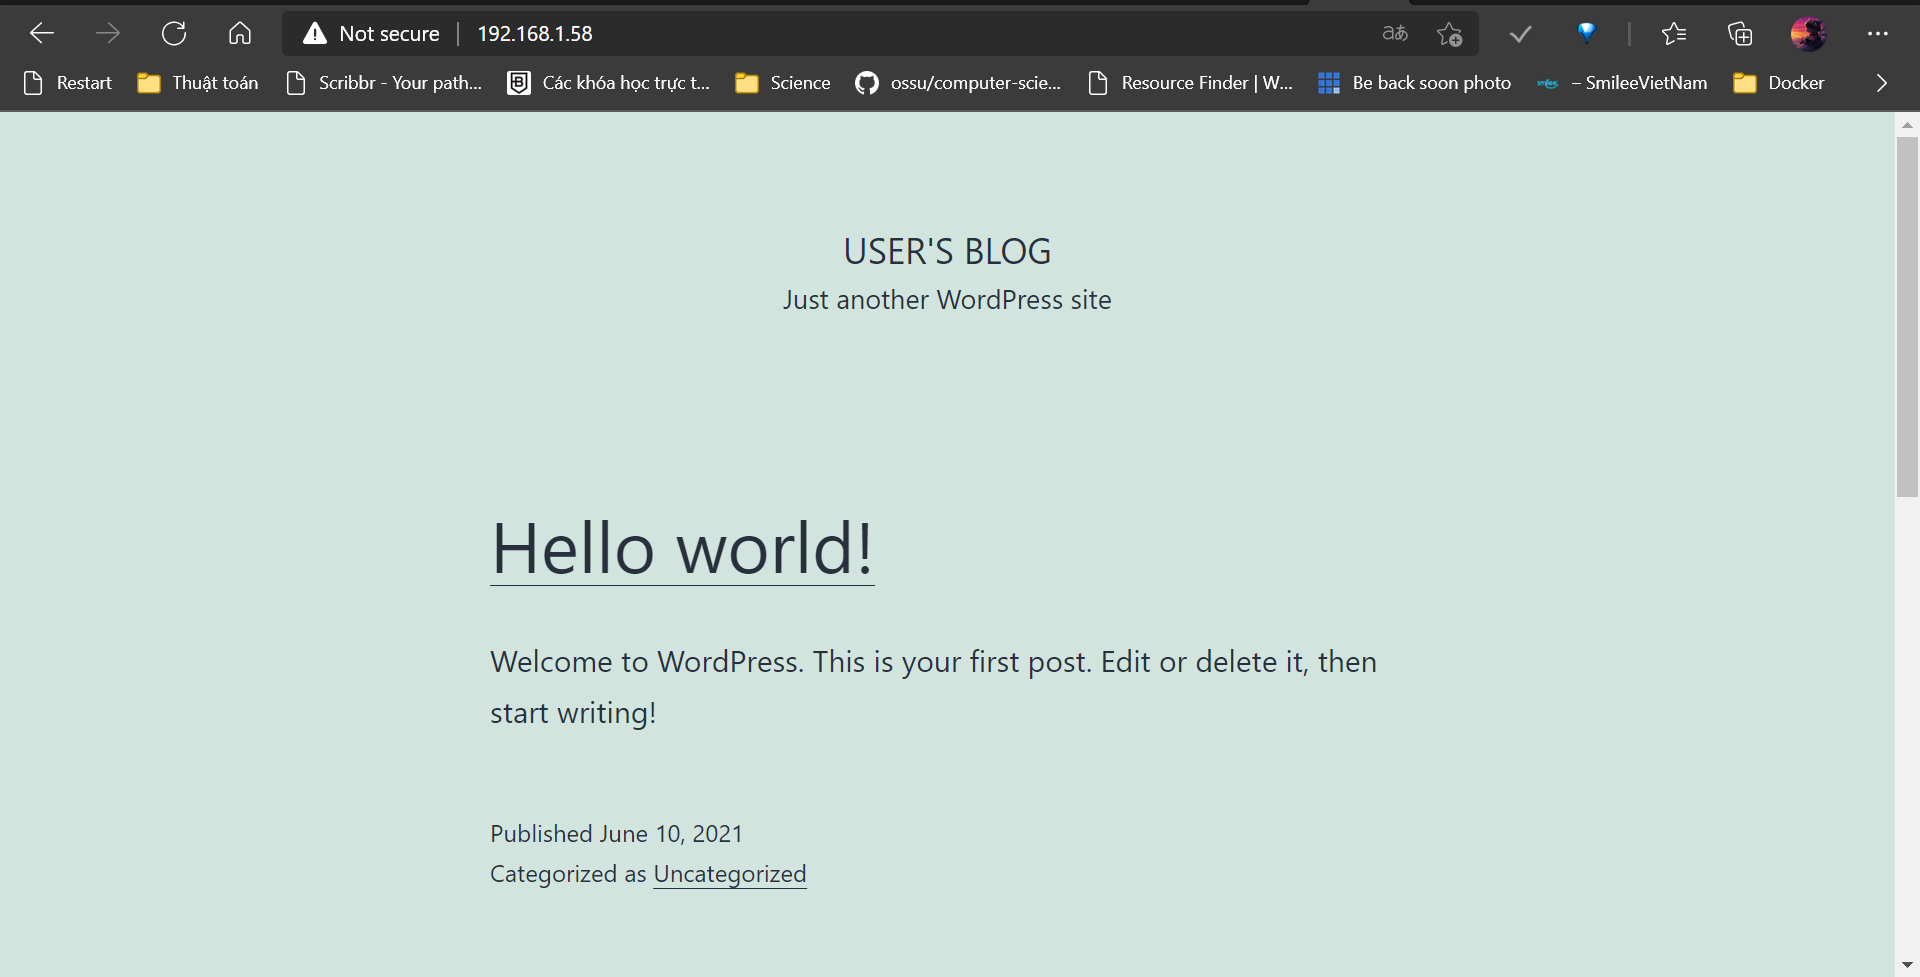 Not secure 192.168.1.58 aあ
Restart Thuật toán Scribbr - Your path... Các khóa học trực t... Science ossu/computer-scie... Resource Finder | W... Be back soon photo – SmileeVietNam Docker
USER'S BLOG
Just another WordPress site
Hello world!
Welcome to WordPress. This is your first post. Edit or delete it, then
start writing!
Published June 10, 2021
Categorized as Uncategorized